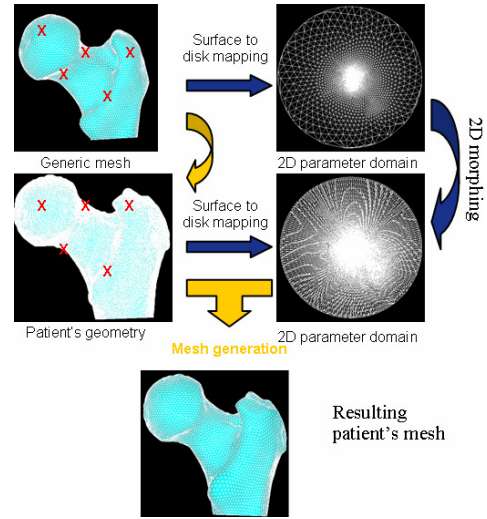 X X X X X
Surface to
disk mapping
Generic mesh
2D parameter domain
2D morphing
X X X X X
Surface to
disk mapping
Patient's geometry
2D parameter domain
Mesh generation
Resulting
patient's mesh